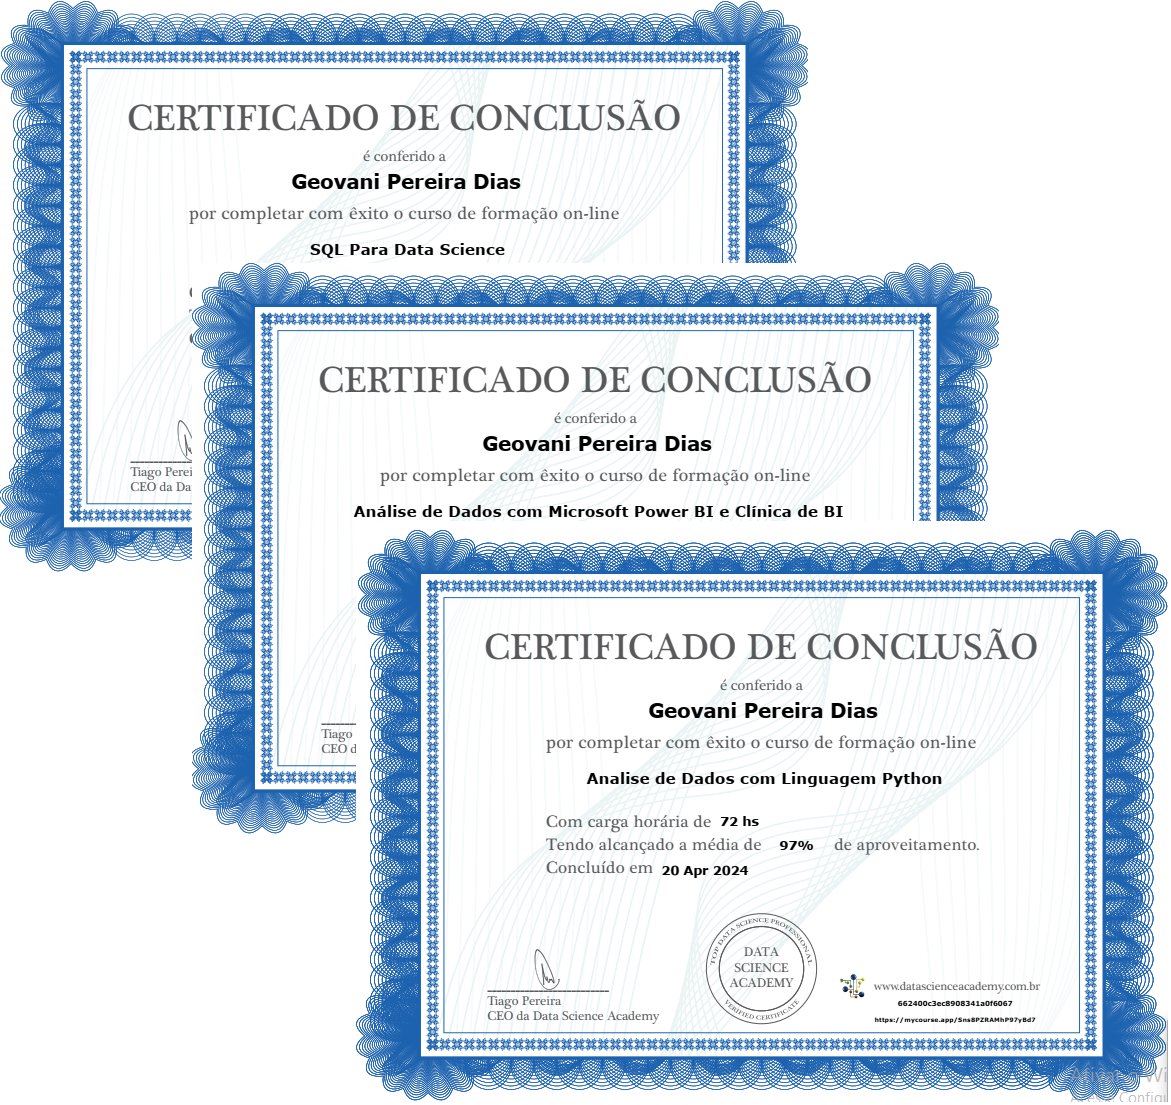 CERTIFICADO DE CONCLUSÃO
é conferido a
Geovani Pereira Dias
por completar com êxito o curso de formação on-line
SQL Para Data Science
Tiago Perei
CEO da Da
CERTIFICADO DE CONCLUSÃO
é conferido a
Geovani Pereira Dias
por completar com êxito o curso de formação on-line
Análise de Dados com Microsoft Power BI e Clínica de BI
Tiago
CEO d
CERTIFICADO DE CONCLUSÃO
é conferido a
Geovani Pereira Dias
por completar com êxito o curso de formação on-line
Analise de Dados com Linguagem Python
Com carga horária de 72 hs
Tendo alcançado a média de 97% de aproveitamento.
Concluído em 20 Apr 2024
TOP DATA SCIENCE PROFESSIONAL
DATA
SCIENCE
ACADEMY
VERIFIED CERTIFICATE
Tiago Pereira
CEO da Data Science Academy
www.datascienceacademy.com.br
662400c3ec8908341a0f6067
https://mycourse.app/SnsBPZRAMhP97yBd7